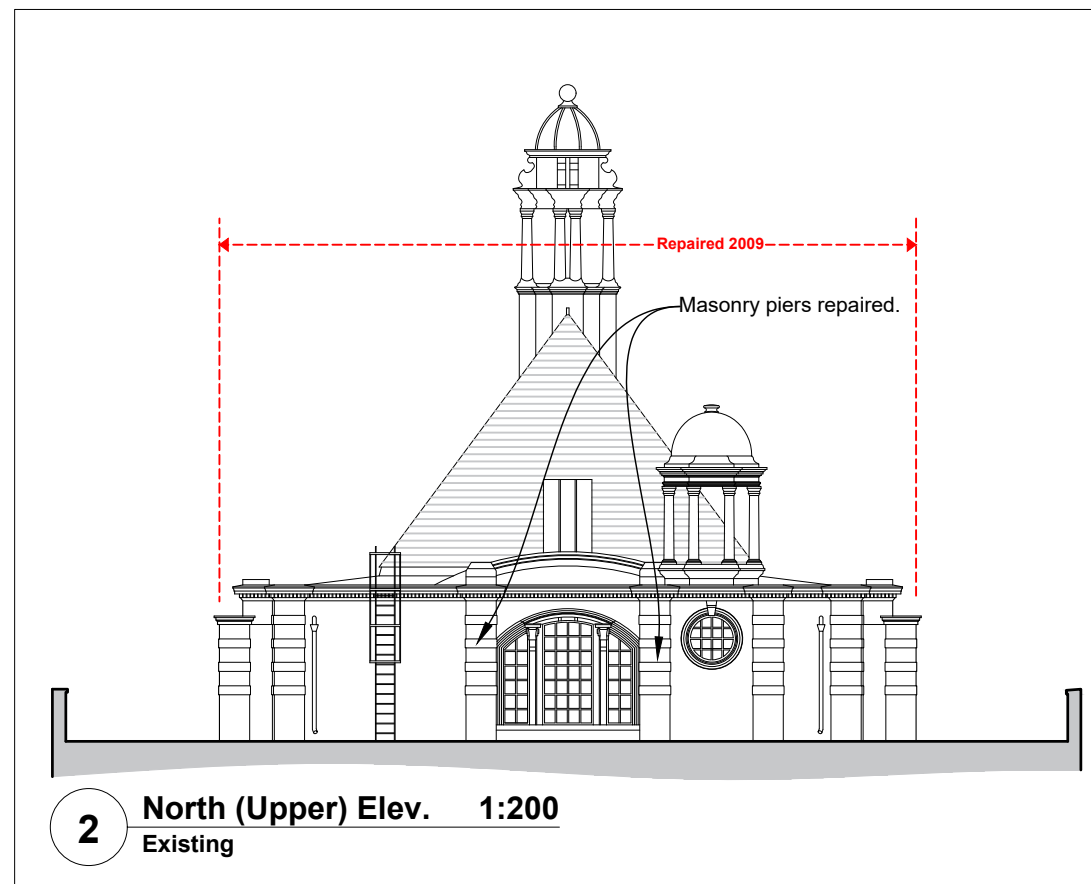 Repaired 2009
Masonry piers repaired.
2
North (Upper) Elev. 1:200
Existing